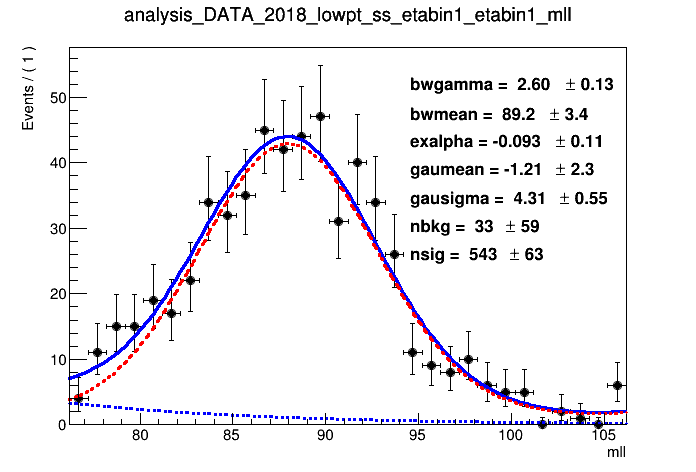 analysis_DATA_2018_lowpt_ss_etabin1_etabin1_mll
Events / ( 1 )
bwgamma = 2.60 ± 0.13
bwmean = 89.2 ± 3.4
exalpha = -0.093 ± 0.11
gaumean = -1.21 ± 2.3
gausigma = 4.31 ± 0.55
nbkg = 33 ± 59
nsig = 543 ± 63
50
40
30
20
10
0
80 85 90 95 100 105
mll